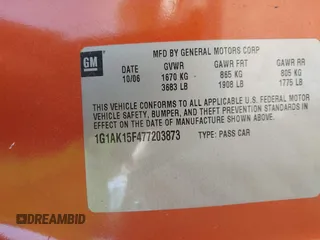 GM
MFD BY GENERAL MOTORS CORP
DATE GVWR GAWR FRT GAWR RR
10/06 1670 KG 865 KG 805 KG
3683 LB 1908 LB 1775 LB
THIS VEHICLE CONFORMS TO ALL APPLICABLE U.S. FEDERAL MOTOR
VEHICLE SAFETY, BUMPER, AND THEFT PREVENTION STANDARDS IN
EFFECT ON THE DATE OF MANUFACTURE SHOWN ABOVE.
1G1AK15F477203873 TYPE: PASS CAR
DREAMBID